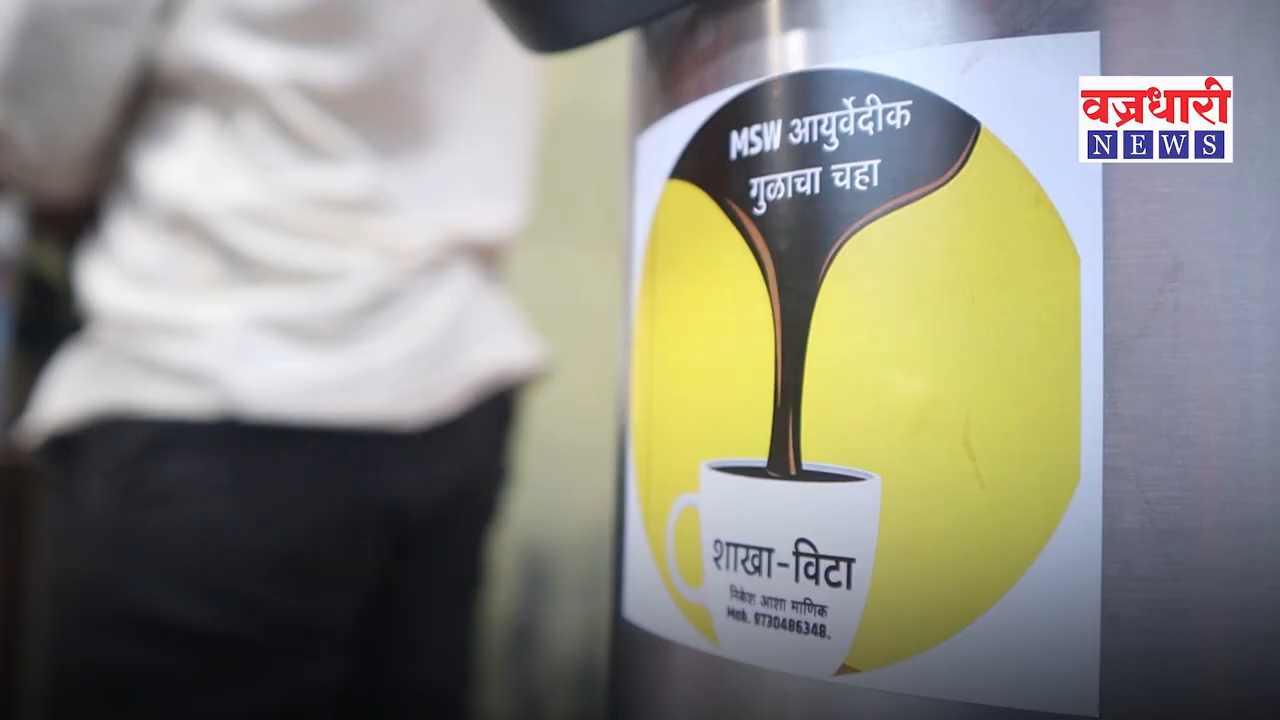 वज्रधारी
NEWS
MSW आयुर्वेदीक
गुळाचा चहा
शाखा-विटा
निकेश आशा माणिक
Mob. 9730486348.